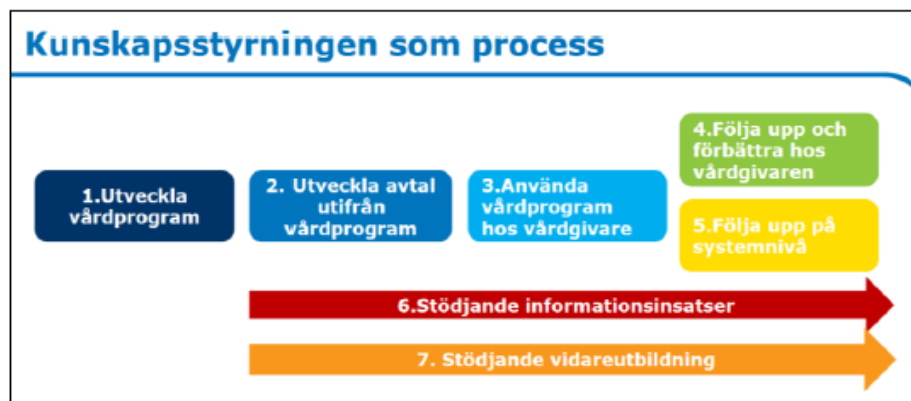 Kunskapsstyrningen som process
1.Utveckla
vårdprogram
2. Utveckla avtal
utifrån
vårdprogram
3.Använda
vårdprogram
hos vårdgivare
4.Följa upp och
förbättra hos
vårdgivaren
5.Följa upp på
systemnivå
6.Stödjande informationsinsatser
7. Stödjande vidareutbildning